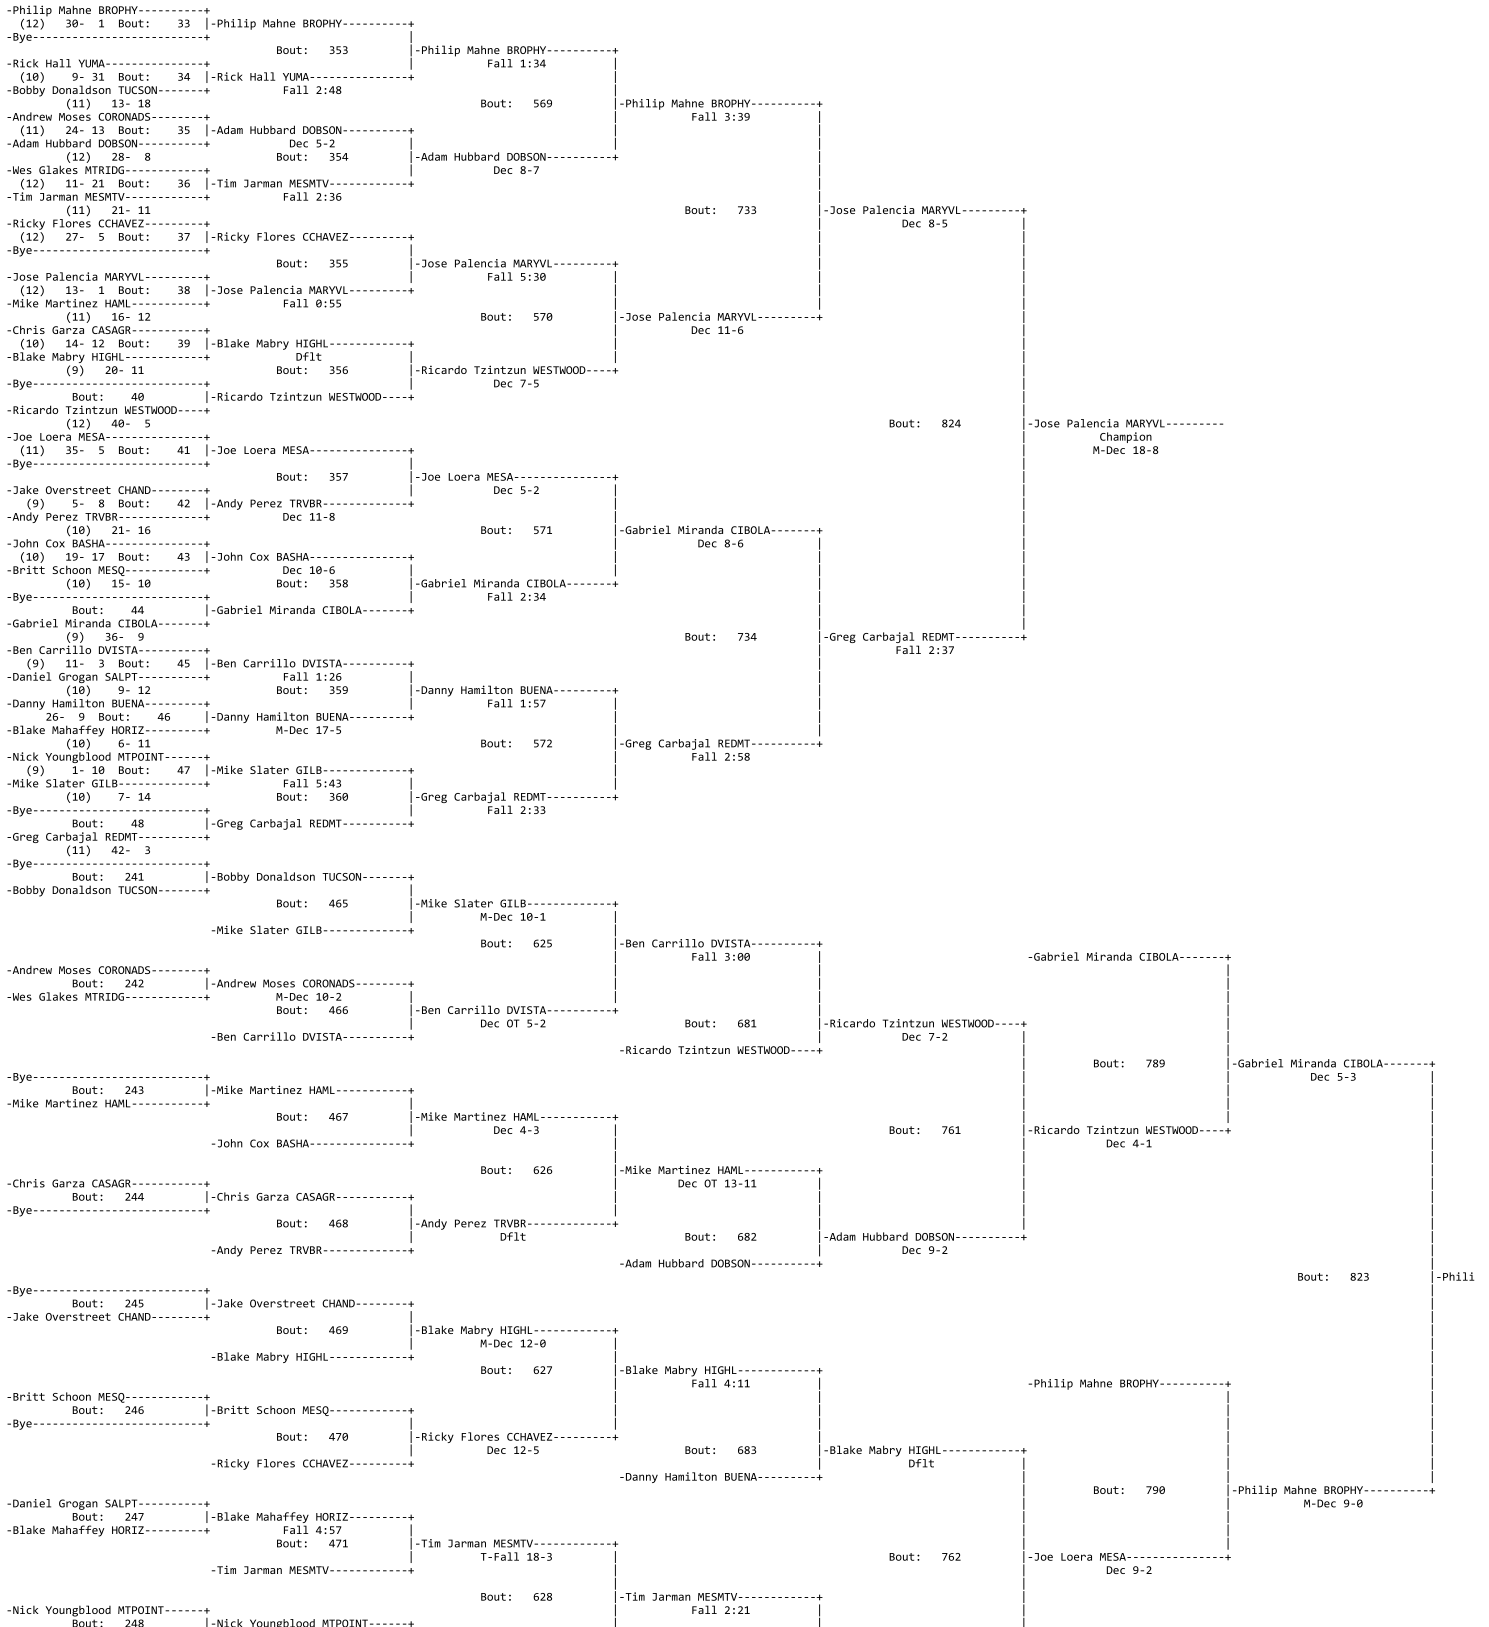 -Philip Mahne BROPHY----------+
(12)   30-  1  Bout:    33  |-Philip Mahne BROPHY----------+
-Bye--------------------------+                              |
Bout:   353          |-Philip Mahne BROPHY----------+
-Rick Hall YUMA---------------+                              |           Fall 1:34          |
(10)    9- 31  Bout:    34  |-Rick Hall YUMA---------------+                              |
-Bobby Donaldson TUCSON-------+           Fall 2:48                                         |
(11)   13- 18                                                  Bout:   569          |-Philip Mahne BROPHY----------+
-Andrew Moses CORONADS--------+                                                             |           Fall 3:39          |
(11)   24- 13  Bout:    35  |-Adam Hubbard DOBSON----------+                              |                              |
-Adam Hubbard DOBSON----------+            Dec 5-2           |                              |                              |
(12)   28-  8                   Bout:   354          |-Adam Hubbard DOBSON----------+                              |
-Wes Glakes MTRIDG------------+                              |            Dec 8-7                                          |
(12)   11- 21  Bout:    36  |-Tim Jarman MESMTV------------+                                                             |
-Tim Jarman MESMTV------------+           Fall 2:36                                                                        |
(11)   21- 11                                                                                 Bout:   733          |-Jose Palencia MARYVL---------+
-Ricky Flores CCHAVEZ---------+                                                                                            |            Dec 8-5           |
(12)   27-  5  Bout:    37  |-Ricky Flores CCHAVEZ---------+                                                             |                              |
-Bye--------------------------+                              |                                                             |                              |
Bout:   355          |-Jose Palencia MARYVL---------+                              |                              |
-Jose Palencia MARYVL---------+                              |           Fall 5:30          |                              |                              |
(12)   13-  1  Bout:    38  |-Jose Palencia MARYVL---------+                              |                              |                              |
-Mike Martinez HAML-----------+           Fall 0:55                                         |                              |                              |
(11)   16- 12                                                  Bout:   570          |-Jose Palencia MARYVL---------+                              |
-Chris Garza CASAGR-----------+                                                             |           Dec 11-6                                          |
(10)   14- 12  Bout:    39  |-Blake Mabry HIGHL------------+                              |                                                             |
-Blake Mabry HIGHL------------+             Dflt             |                              |                                                             |
(9)   20- 11                   Bout:   356          |-Ricardo Tzintzun WESTWOOD----+                                                             |
-Bye--------------------------+                              |            Dec 7-5                                                                         |
Bout:    40         |-Ricardo Tzintzun WESTWOOD----+                                                                                            |
-Ricardo Tzintzun WESTWOOD----+                                                                                                                           |
(12)   40-  5                                                                                                                Bout:   824          |-Jose Palencia MARYVL---------
-Joe Loera MESA---------------+                                                                                                                           |           Champion
(11)   35-  5  Bout:    41  |-Joe Loera MESA---------------+                                                                                            |          M-Dec 18-8
-Bye--------------------------+                              |                                                                                            |
Bout:   357          |-Joe Loera MESA---------------+                                                             |
-Jake Overstreet CHAND--------+                              |            Dec 5-2           |                                                             |
(9)    5-  8  Bout:    42  |-Andy Perez TRVBR-------------+                              |                                                             |
-Andy Perez TRVBR-------------+           Dec 11-8                                          |                                                             |
(10)   21- 16                                                  Bout:   571          |-Gabriel Miranda CIBOLA-------+                              |
-John Cox BASHA---------------+                                                             |            Dec 8-6           |                              |
(10)   19- 17  Bout:    43  |-John Cox BASHA---------------+                              |                              |                              |
-Britt Schoon MESQ------------+           Dec 10-6           |                              |                              |                              |
(10)   15- 10                   Bout:   358          |-Gabriel Miranda CIBOLA-------+                              |                              |
-Bye--------------------------+                              |           Fall 2:34                                         |                              |
Bout:    44         |-Gabriel Miranda CIBOLA-------+                                                             |                              |
-Gabriel Miranda CIBOLA-------+                                                                                            |                              |
(9)   36-  9                                                                                 Bout:   734          |-Greg Carbajal REDMT----------+
-Ben Carrillo DVISTA----------+                                                                                            |           Fall 2:37
(9)   11-  3  Bout:    45  |-Ben Carrillo DVISTA----------+                                                             |
-Daniel Grogan SALPT----------+           Fall 1:26          |                                                             |
(10)    9- 12                   Bout:   359          |-Danny Hamilton BUENA---------+                              |
-Danny Hamilton BUENA---------+                              |           Fall 1:57          |                              |
26-  9  Bout:    46     |-Danny Hamilton BUENA---------+                              |                              |
-Blake Mahaffey HORIZ---------+          M-Dec 17-5                                         |                              |
(10)    6- 11                                                  Bout:   572          |-Greg Carbajal REDMT----------+
-Nick Youngblood MTPOINT------+                                                             |           Fall 2:58
(9)    1- 10  Bout:    47  |-Mike Slater GILB-------------+                              |
-Mike Slater GILB-------------+           Fall 5:43          |                              |
(10)    7- 14                   Bout:   360          |-Greg Carbajal REDMT----------+
-Bye--------------------------+                              |           Fall 2:33
Bout:    48         |-Greg Carbajal REDMT----------+
-Greg Carbajal REDMT----------+
(11)   42-  3
-Bye--------------------------+
Bout:   241         |-Bobby Donaldson TUCSON-------+
-Bobby Donaldson TUCSON-------+                              |
Bout:   465          |-Mike Slater GILB-------------+
|          M-Dec 10-1          |
-Mike Slater GILB-------------+                              |
Bout:   625          |-Ben Carrillo DVISTA----------+
|           Fall 3:00          |                               -Gabriel Miranda CIBOLA-------+
-Andrew Moses CORONADS--------+                                                             |                              |                                                             |
Bout:   242         |-Andrew Moses CORONADS--------+                              |                              |                                                             |
-Wes Glakes MTRIDG------------+          M-Dec 10-2          |                              |                              |                                                             |
Bout:   466          |-Ben Carrillo DVISTA----------+                              |                                                             |
|          Dec OT 5-2                 Bout:   681          |-Ricardo Tzintzun WESTWOOD----+                              |
-Ben Carrillo DVISTA----------+                                                             |            Dec 7-2           |                              |
-Ricardo Tzintzun WESTWOOD----+                              |                              |
|          Bout:   789          |-Gabriel Miranda CIBOLA-------+
-Bye--------------------------+                                                                                                                           |                              |            Dec 5-3           |
Bout:   243         |-Mike Martinez HAML-----------+                                                                                            |                              |                              |
-Mike Martinez HAML-----------+                              |                                                                                            |                              |                              |
Bout:   467          |-Mike Martinez HAML-----------+                                                             |                              |                              |
|            Dec 4-3           |                                        Bout:   761          |-Ricardo Tzintzun WESTWOOD----+                              |
-John Cox BASHA---------------+                              |                                                             |            Dec 4-1                                          |
Bout:   626          |-Mike Martinez HAML-----------+                              |                                                             |
-Chris Garza CASAGR-----------+                                                             |         Dec OT 13-11         |                              |                                                             |
Bout:   244         |-Chris Garza CASAGR-----------+                              |                              |                              |                                                             |
-Bye--------------------------+                              |                              |                              |                              |                                                             |
Bout:   468          |-Andy Perez TRVBR-------------+                              |                              |                                                             |
|             Dflt                    Bout:   682          |-Adam Hubbard DOBSON----------+                                                             |
-Andy Perez TRVBR-------------+                                                             |            Dec 9-2                                                                         |
-Adam Hubbard DOBSON----------+                                                                                            |
Bout:   823          |-Phili
-Bye--------------------------+
Bout:   245         |-Jake Overstreet CHAND--------+
-Jake Overstreet CHAND--------+                              |
Bout:   469          |-Blake Mabry HIGHL------------+
|          M-Dec 12-0          |
-Blake Mabry HIGHL------------+                              |
Bout:   627          |-Blake Mabry HIGHL------------+
|           Fall 4:11          |                               -Philip Mahne BROPHY----------+
-Britt Schoon MESQ------------+                                                             |                              |
Bout:   246         |-Britt Schoon MESQ------------+                              |                              |
-Bye--------------------------+                              |                              |                              |
Bout:   470          |-Ricky Flores CCHAVEZ---------+                              |
|           Dec 12-5                  Bout:   683          |-Blake Mabry HIGHL------------+
-Ricky Flores CCHAVEZ---------+                                                             |             Dflt             |
-Danny Hamilton BUENA---------+                              |
|          Bout:   790          |-Philip Mahne BROPHY----------+
-Daniel Grogan SALPT----------+                                                                                                                           |                              |           M-Dec 9-0
Bout:   247         |-Blake Mahaffey HORIZ---------+
-Blake Mahaffey HORIZ---------+           Fall 4:57          |
Bout:   471          |-Tim Jarman MESMTV------------+
|          T-Fall 18-3         |                                        Bout:   762          |-Joe Loera MESA---------------+
-Tim Jarman MESMTV------------+                              |                                                             |            Dec 9-2
Bout:   628          |-Tim Jarman MESMTV------------+
-Nick Youngblood MTPOINT------+                                                             |           Fall 2:21          |
Bout:   248         |-Nick Youngblood MTPOINT------+